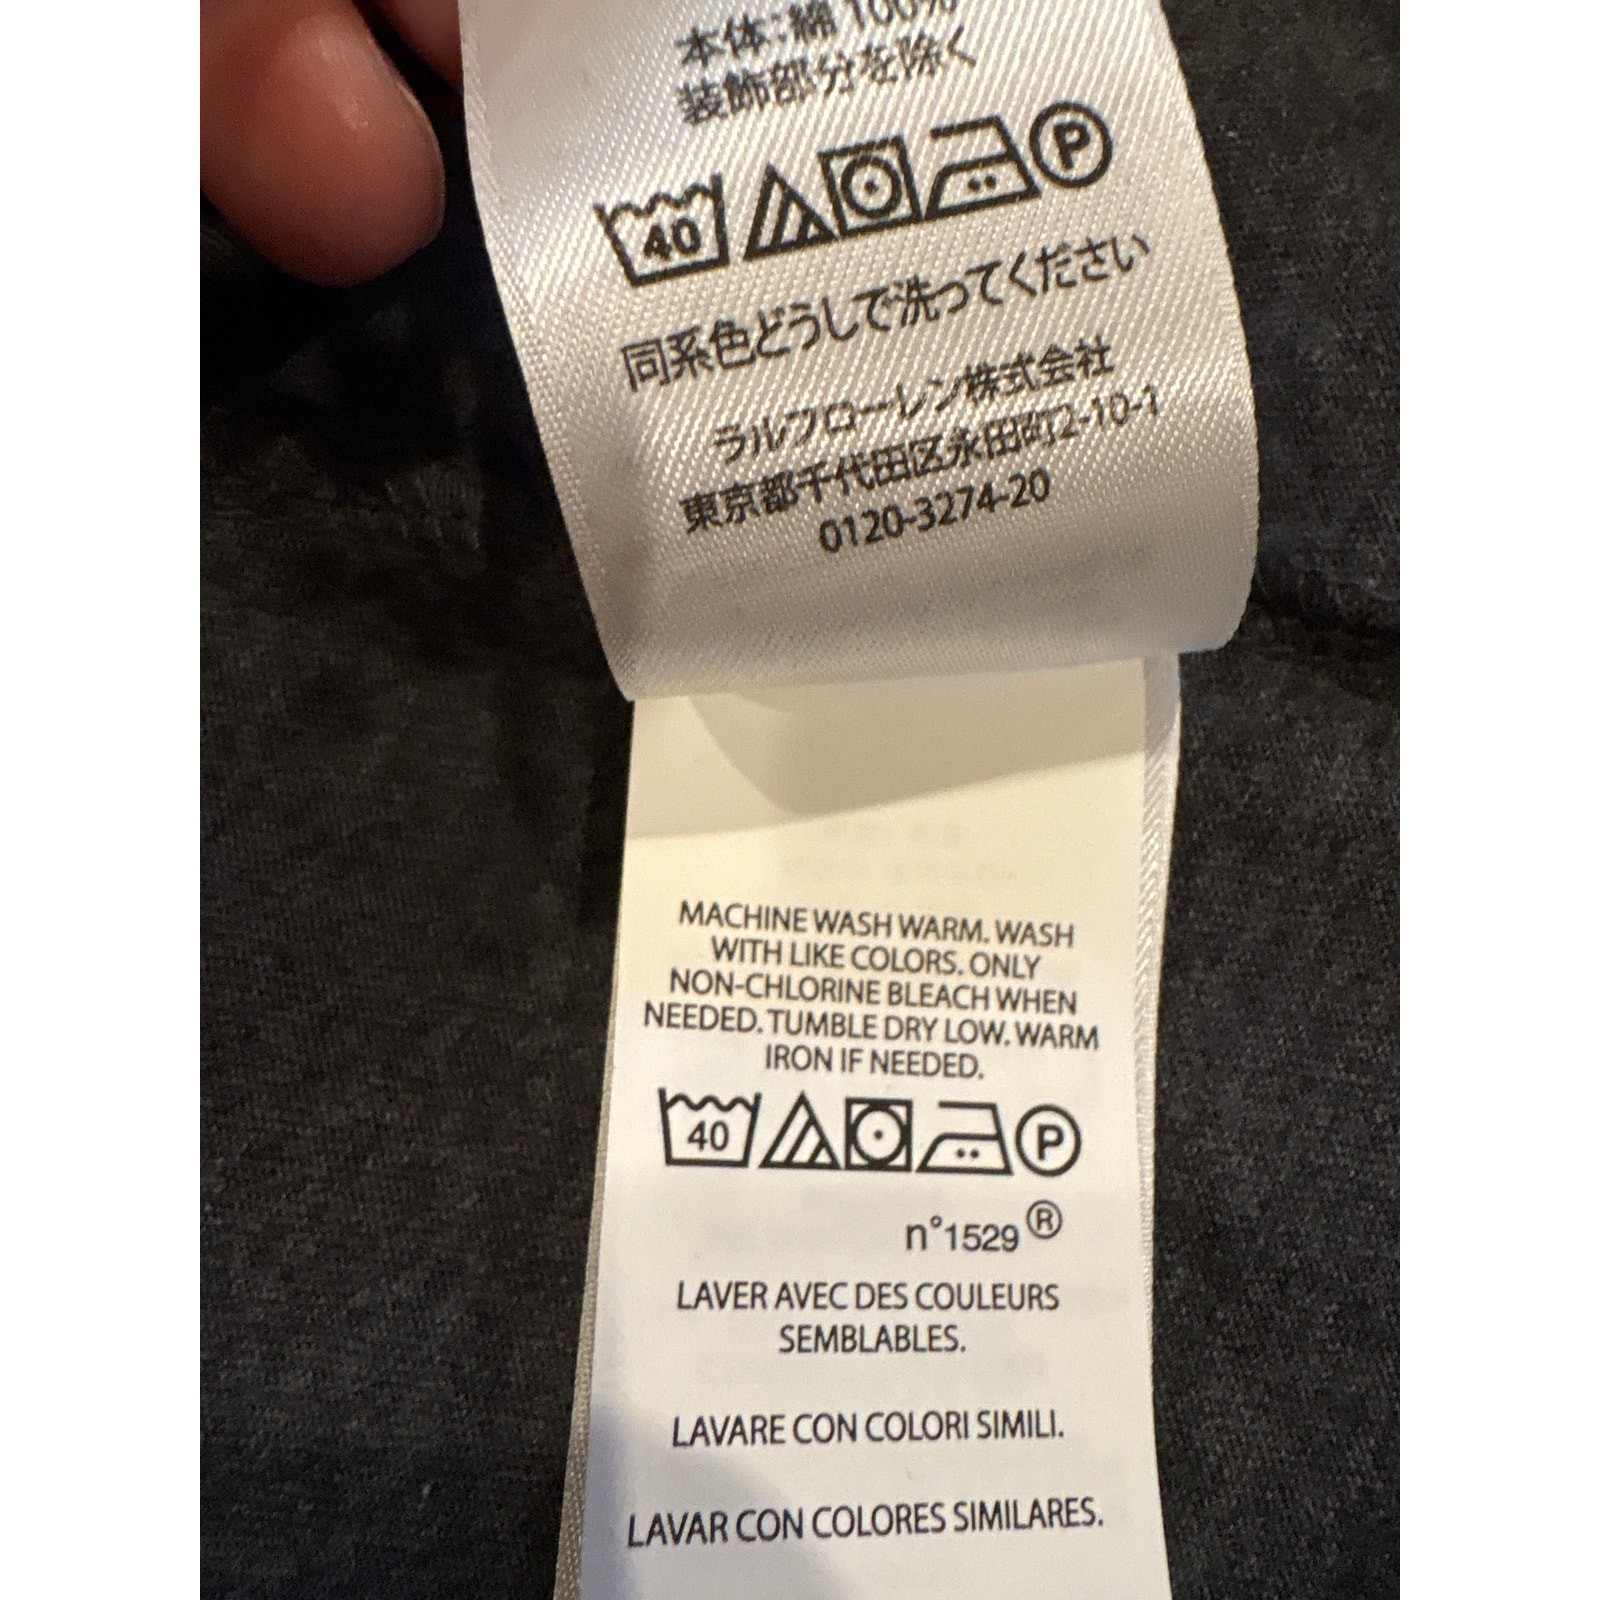 本体:綿 100%
装飾部分を除く
40 P
同系色どうしで洗ってください
ラルフローレン株式会社
東京都千代田区永田町2-10-1
0120-3274-20
MACHINE WASH WARM. WASH
WITH LIKE COLORS. ONLY
NON-CHLORINE BLEACH WHEN
NEEDED. TUMBLE DRY LOW. WARM
IRON IF NEEDED.
40 P
n°1529®
LAVER AVEC DES COULEURS
SEMBLABLES.
LAVARE CON COLORI SIMILI.
LAVAR CON COLORES SIMILARES.